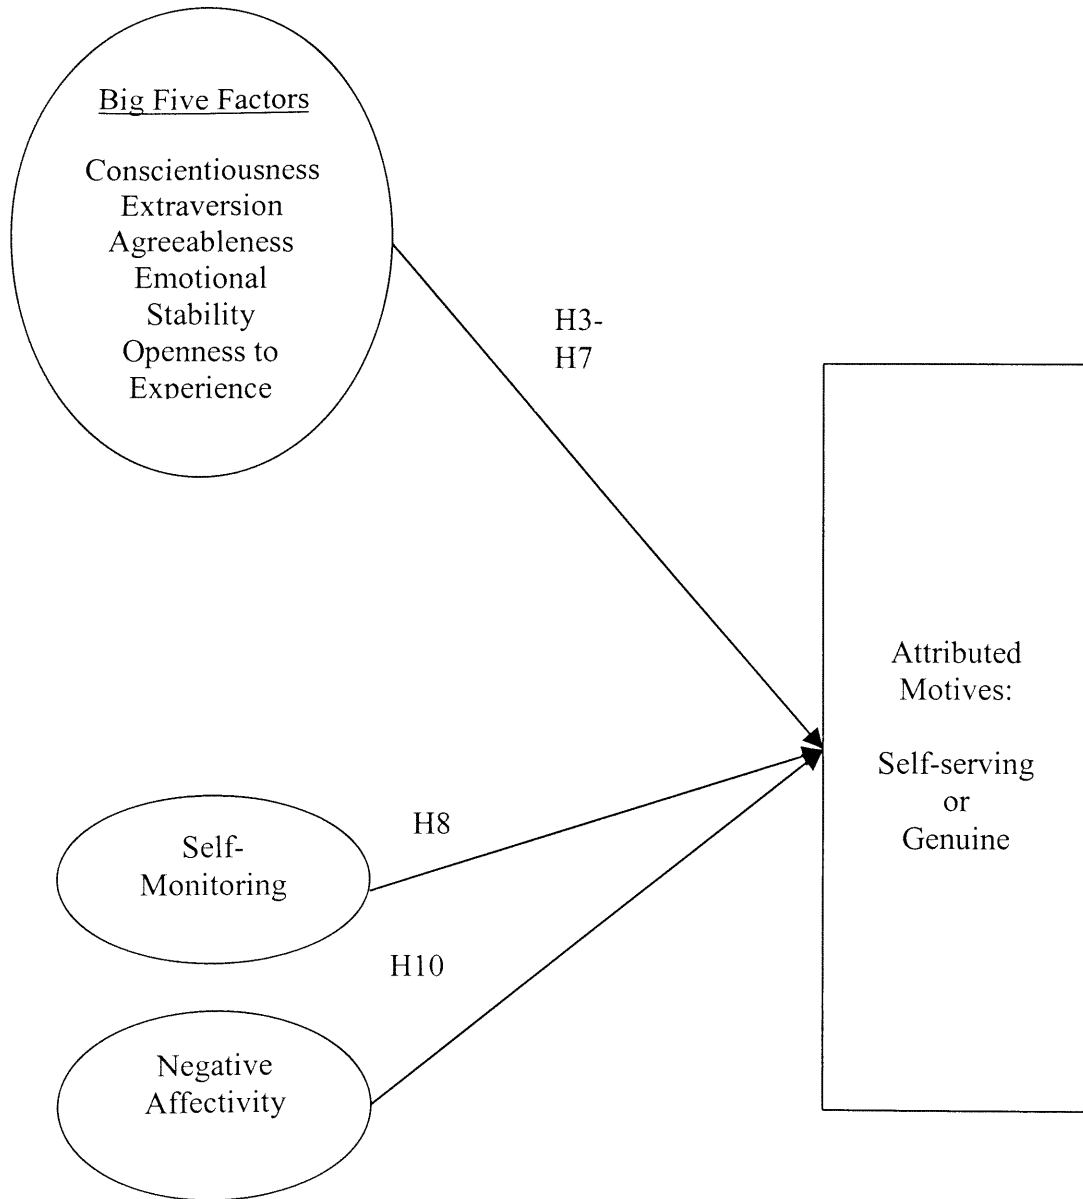 Big Five Factors
Conscientiousness
Extraversion
Agreeableness
Emotional
Stability
Openness to
Experience
H3-
H7
Attributed
Motives:
Self-serving
or
Genuine
H8
Self-
Monitoring
H10
Negative
Affectivity